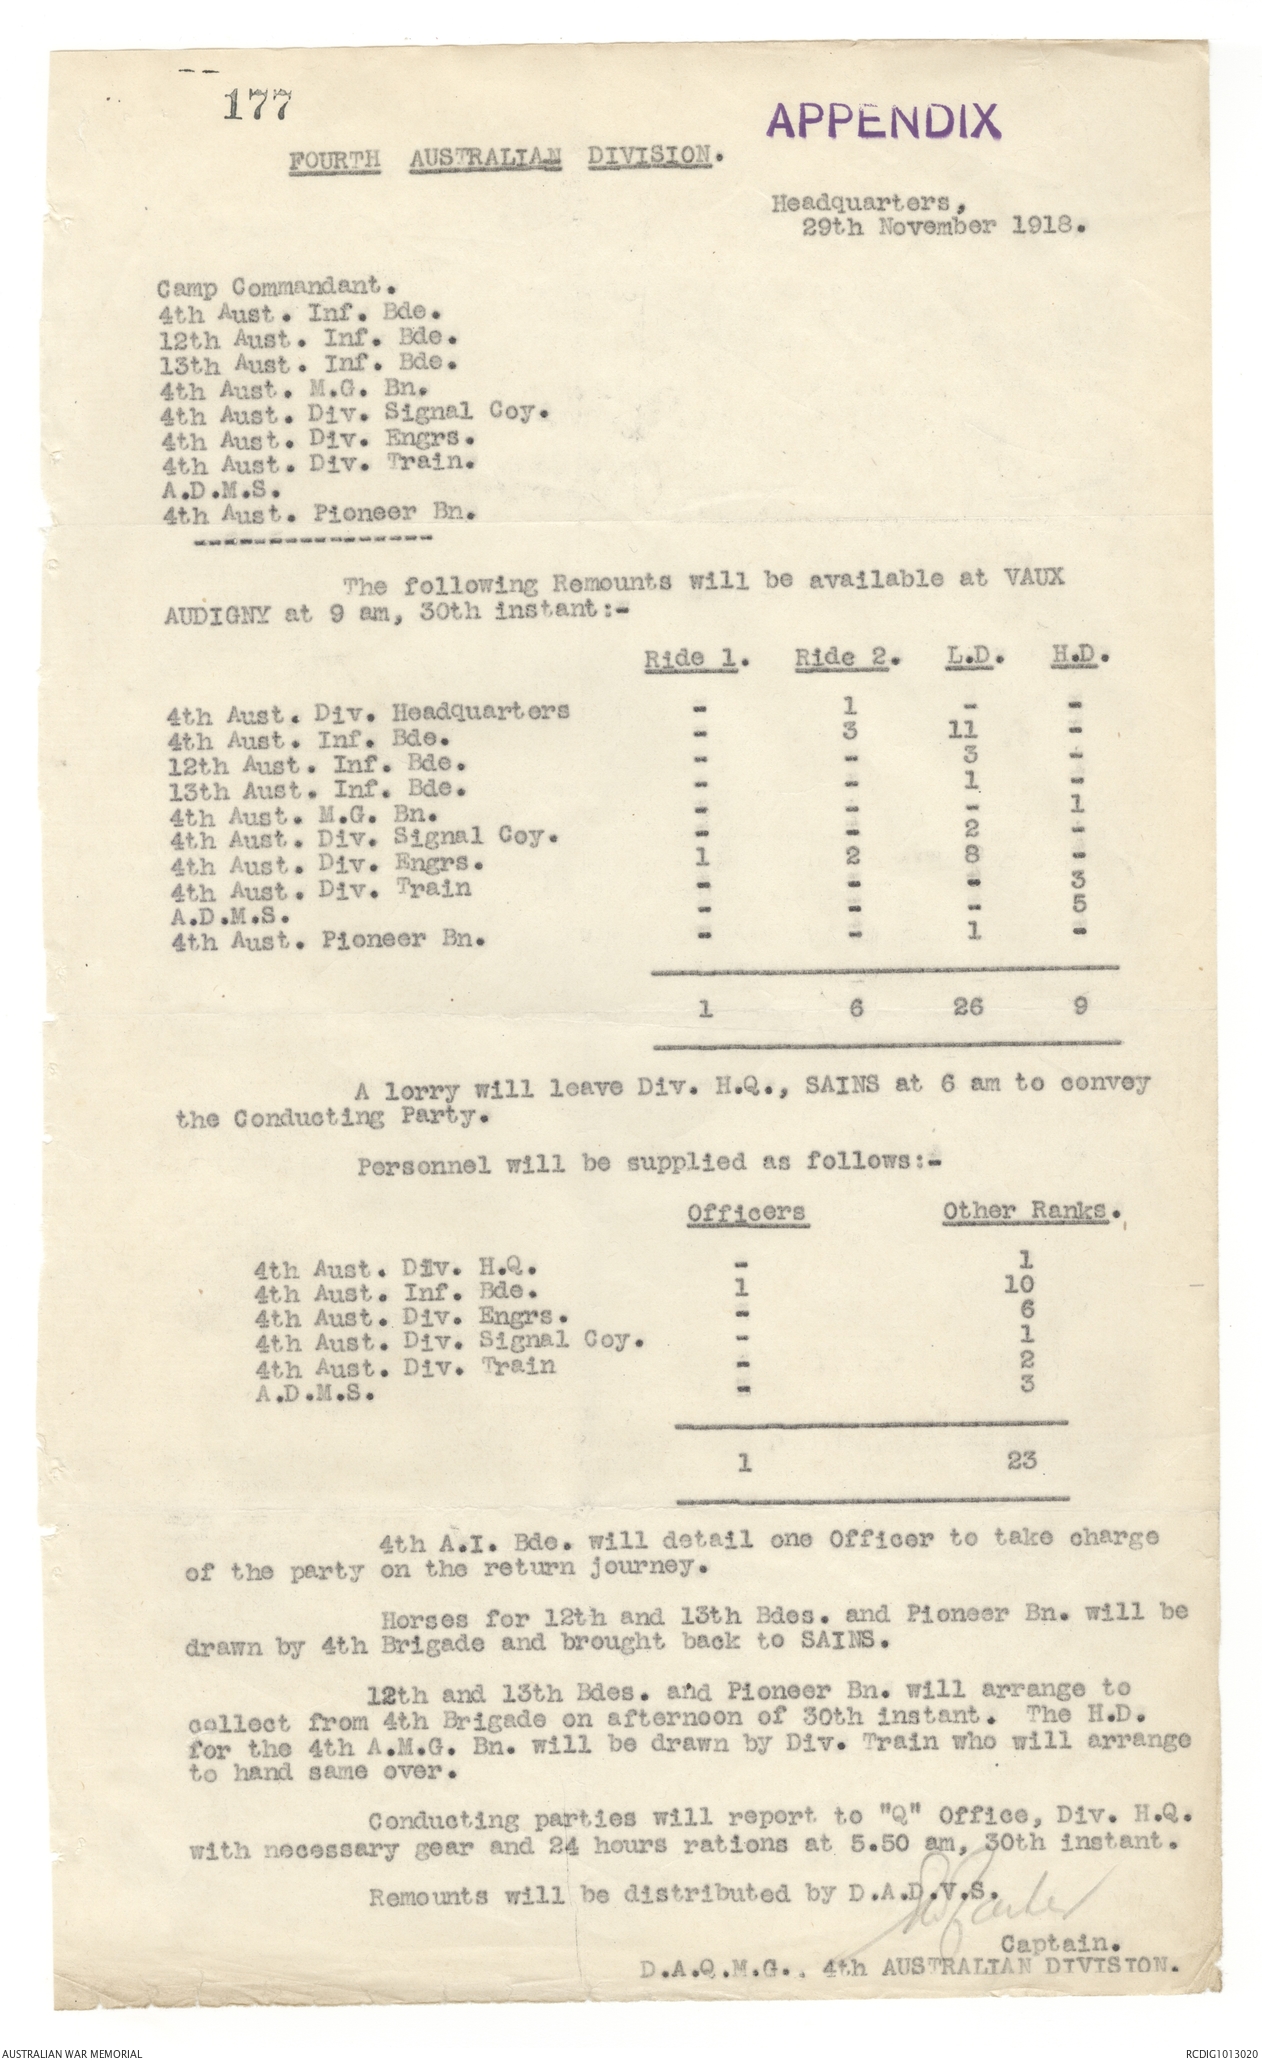 177
APPENDIX
FOURTH AUSTRALIAN DIVISION.
Headquarters,
29th November 1918.
Camp Commandant.
4th Aust. Inf. Bde.
12th Aust. Inf. Bde.
13th Aust. Inf. Bde.
4th Aust. M.G. Bn.
4th Aust. Div. Signal Coy.
4th Aust. Div. Engrs.
4th Aust. Div. Train.
A.D.M.S.
4th Aust. Pioneer Bn.
----------------
The following Remounts will be available at VAUX
AUDIGNY at 9 am, 30th instant:-
Ride 1. Ride 2. L.D. H.D.
4th Aust. Div. Headquarters - 1 - -
4th Aust. Inf. Bde. - 3 11 -
12th Aust. Inf. Bde. - - 3 -
13th Aust. Inf. Bde. - - 1 -
4th Aust. M.G. Bn. - - - 1
4th Aust. Div. Signal Coy. - - 2 -
4th Aust. Div. Engrs. 1 2 8 -
4th Aust. Div. Train - - - 3
A.D.M.S. - - - 5
4th Aust. Pioneer Bn. - - 1 -
1 6 26 9
A lorry will leave Div. H.Q., SAINS at 6 am to convey
the Conducting Party.
Personnel will be supplied as follows:-
Officers Other Ranks.
4th Aust. Div. H.Q. - 1
4th Aust. Inf. Bde. 1 10
4th Aust. Div. Engrs. - 6
4th Aust. Div. Signal Coy. - 1
4th Aust. Div. Train - 2
A.D.M.S. - 3
1 23
4th A.I. Bde. will detail one Officer to take charge
of the party on the return journey.
Horses for 12th and 13th Bdes. and Pioneer Bn. will be
drawn by 4th Brigade and brought back to SAINS.
12th and 13th Bdes. and Pioneer Bn. will arrange to
collect from 4th Brigade on afternoon of 30th instant. The H.D.
for the 4th A.M.G. Bn. will be drawn by Div. Train who will arrange
to hand same over.
Conducting parties will report to "Q" Office, Div. H.Q.
with necessary gear and 24 hours rations at 5.50 am, 30th instant.
Remounts will be distributed by D.A.D.V.S.
Captain.
D.A.Q.M.G., 4th AUSTRALIAN DIVISION.
AUSTRALIAN WAR MEMORIAL
RCDIG1013020